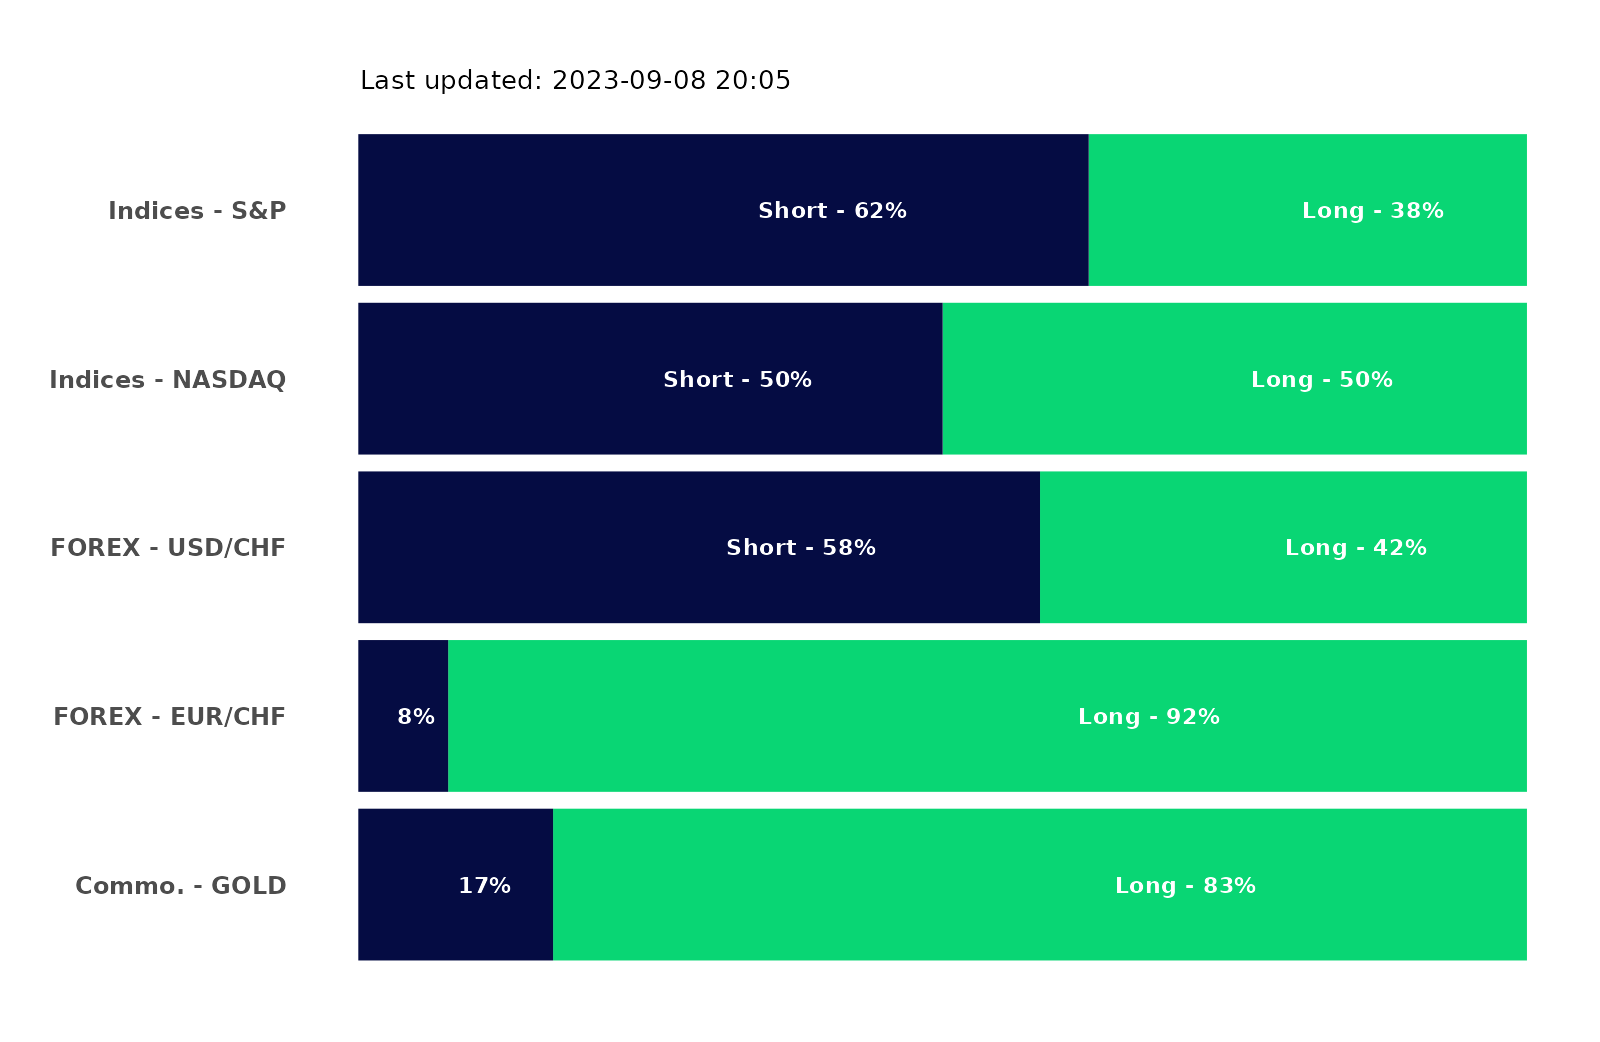 Last updated: 2023-09-08 20:05
Indices - S&P
Short - 62%
Long - 38%
Indices - NASDAQ
Short - 50%
Long - 50%
FOREX - USD/CHF
Short - 58%
Long - 42%
FOREX - EUR/CHF
8%
Long - 92%
Commo. - GOLD
17%
Long - 83%